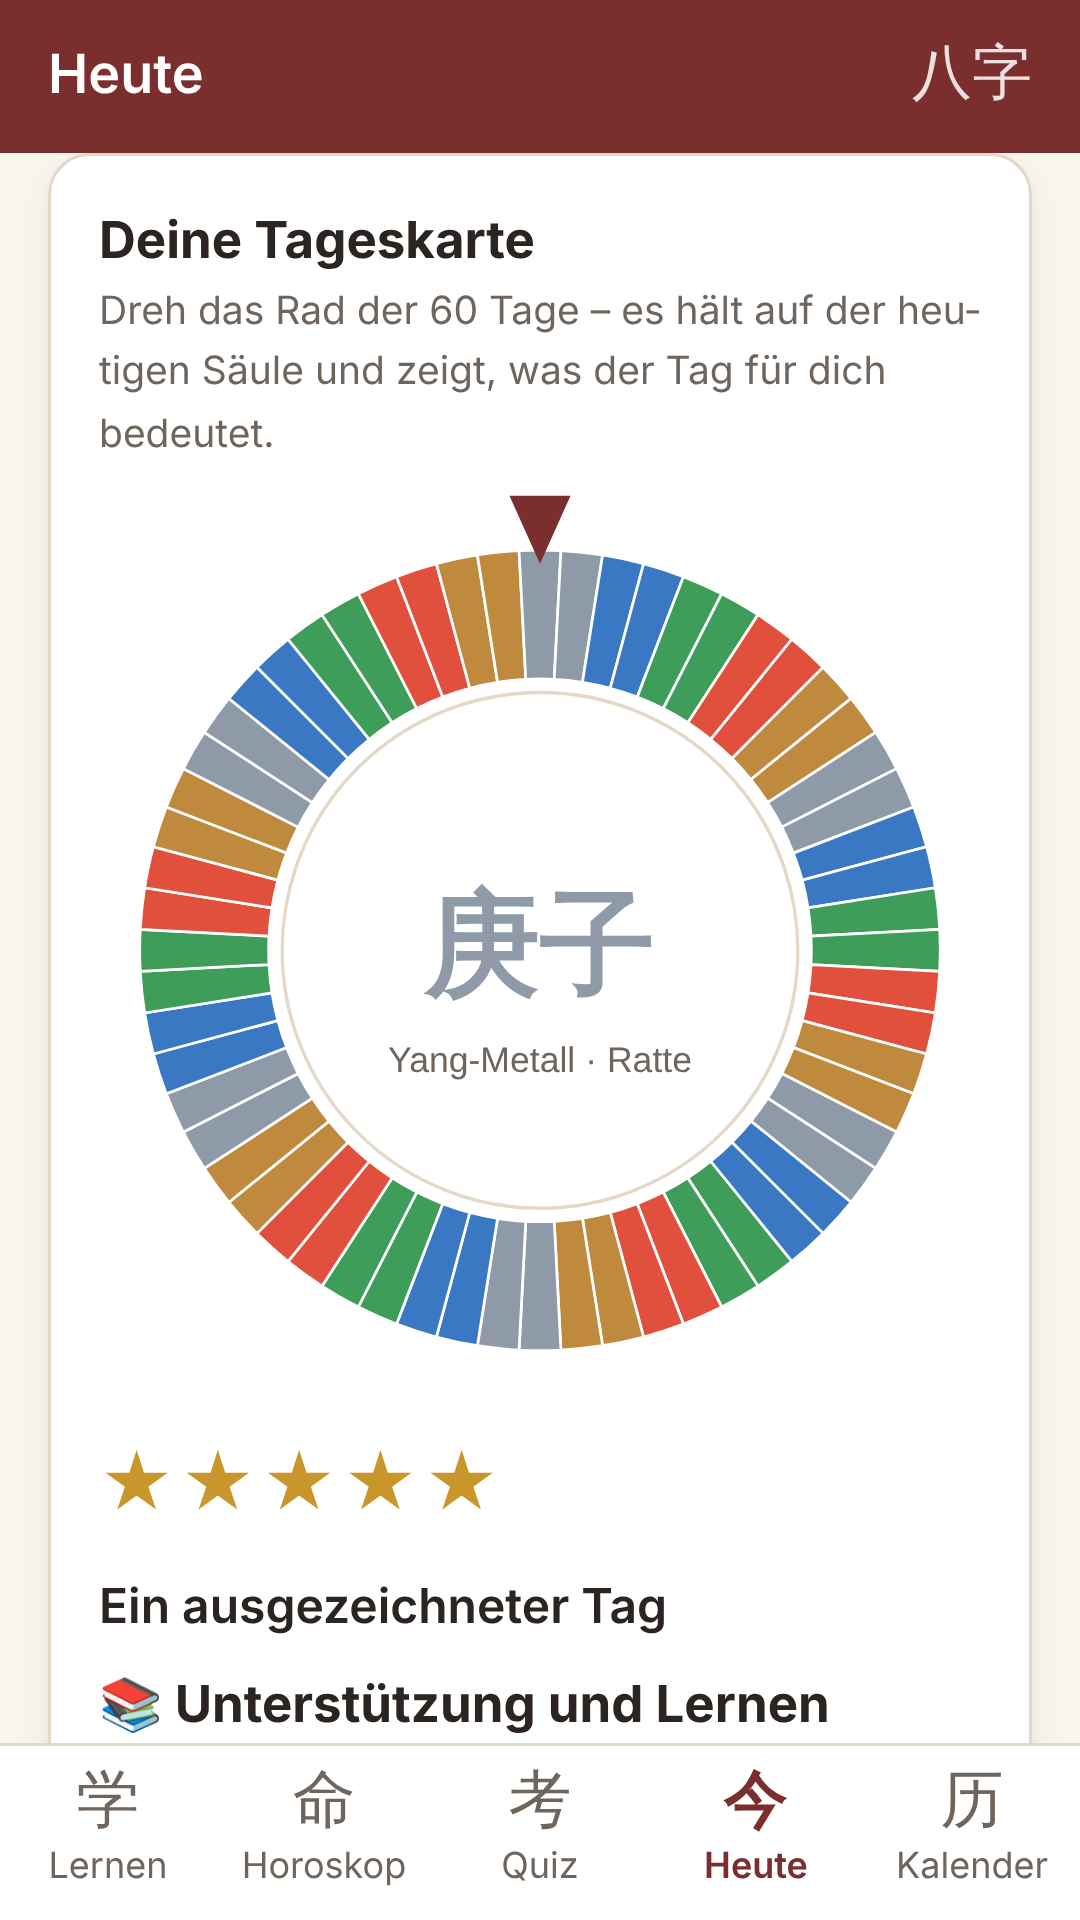 Heute
八字
Deine Tageskarte
Dreh das Rad der 60 Tage – es hält auf der heu-
tigen Säule und zeigt, was der Tag für dich
bedeutet.
庚子
Yang-Metall · Ratte
★★★★★
Ein ausgezeichneter Tag
📚 Unterstützung und Lernen
学 命 考 今 历
Lernen Horoskop Quiz Heute Kalender